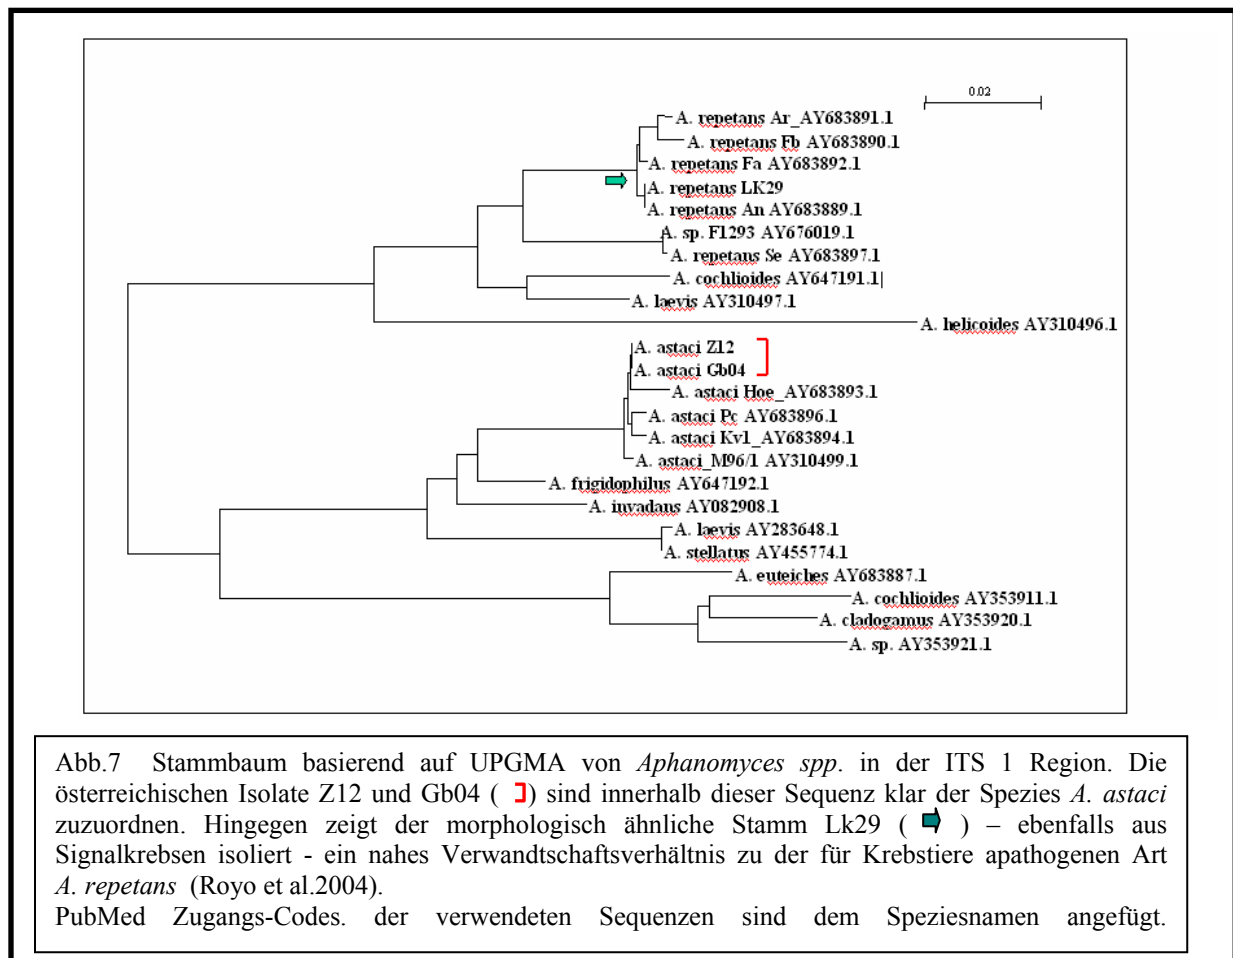 0.02
A. repetans Ar_AY683891.1
A. repetans Fb AY683890.1
A. repetans Fa AY683892.1
A. repetans LK29
A. repetans An AY683889.1
A. sp. F1293 AY676019.1
A. repetans Se AY683897.1
A. cochlioides AY647191.1
A. laevis AY310497.1
A. helicoides AY310496.1
A. astaci Z12
A. astaci Gb04
A. astaci Hoe_AY683893.1
A. astaci Pc AY683896.1
A. astaci Kv1_AY683894.1
A. astaci_M96/1 AY310499.1
A. frigidophilus AY647192.1
A. invadans AY082908.1
A. laevis AY283648.1
A. stellatus AY455774.1
A. euteiches AY683887.1
A. cochlioides AY353911.1
A. cladogamus AY353920.1
A. sp. AY353921.1
Abb.7 Stammbaum basierend auf UPGMA von Aphanomyces spp. in der ITS 1 Region. Die
österreichischen Isolate Z12 und Gb04 ( ) sind innerhalb dieser Sequenz klar der Spezies A. astaci
zuzuordnen. Hingegen zeigt der morphologisch ähnliche Stamm Lk29 ( ) – ebenfalls aus
Signalkrebsen isoliert - ein nahes Verwandtschaftsverhältnis zu der für Krebstiere apathogenen Art
A. repetans (Royo et al.2004).
PubMed Zugangs-Codes. der verwendeten Sequenzen sind dem Speziesnamen angefügt.